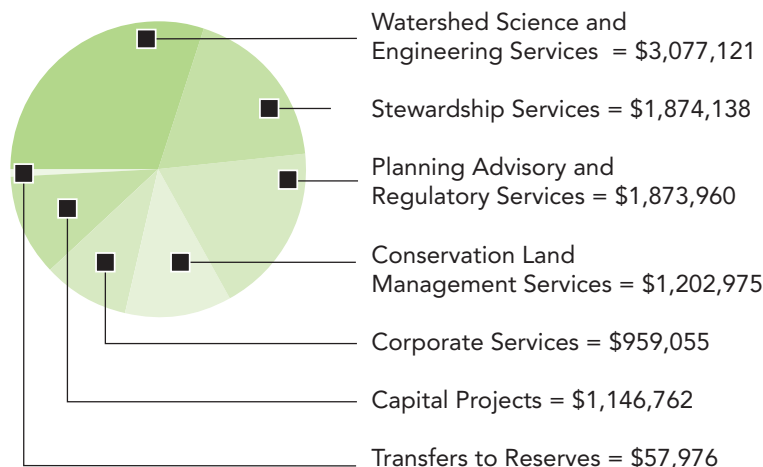 Watershed Science and
Engineering Services = $3,077,121
Stewardship Services = $1,874,138
Planning Advisory and
Regulatory Services = $1,873,960
Conservation Land
Management Services = $1,202,975
Corporate Services = $959,055
Capital Projects = $1,146,762
Transfers to Reserves = $57,976